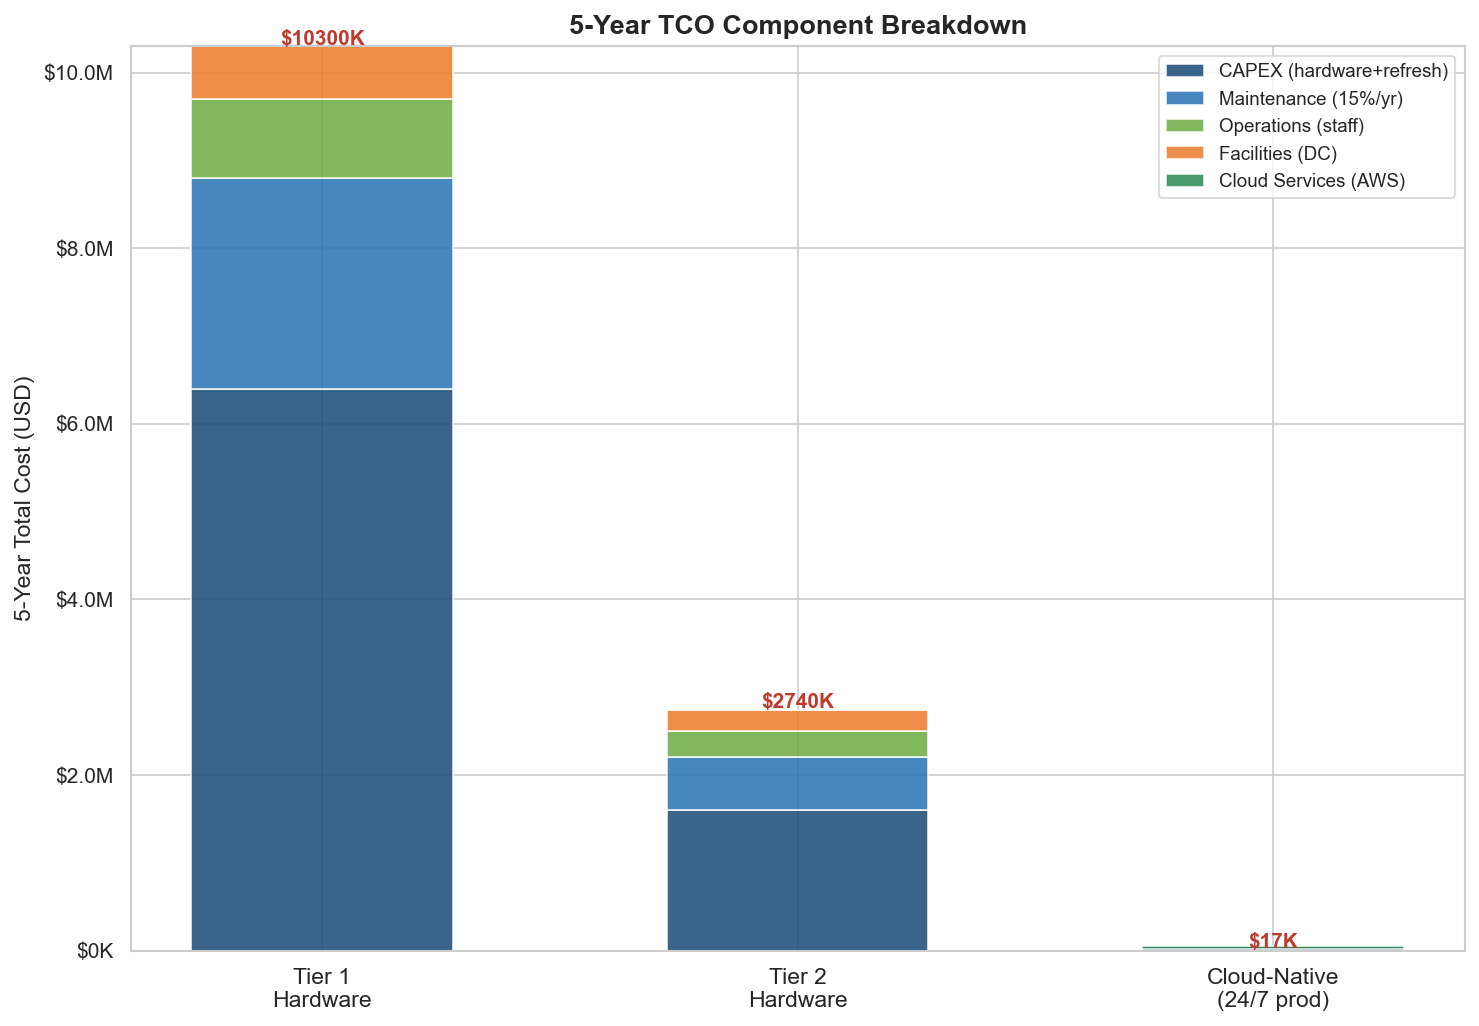 5-Year TCO Component Breakdown
$10300K
$10.0M
CAPEX (hardware+refresh)
Maintenance (15%/yr)
Operations (staff)
Facilities (DC)
Cloud Services (AWS)
$8.0M
$6.0M
5-Year Total Cost (USD)
$4.0M
$2740K
$2.0M
$17K
$0K
Tier 1
Hardware
Tier 2
Hardware
Cloud-Native
(24/7 prod)